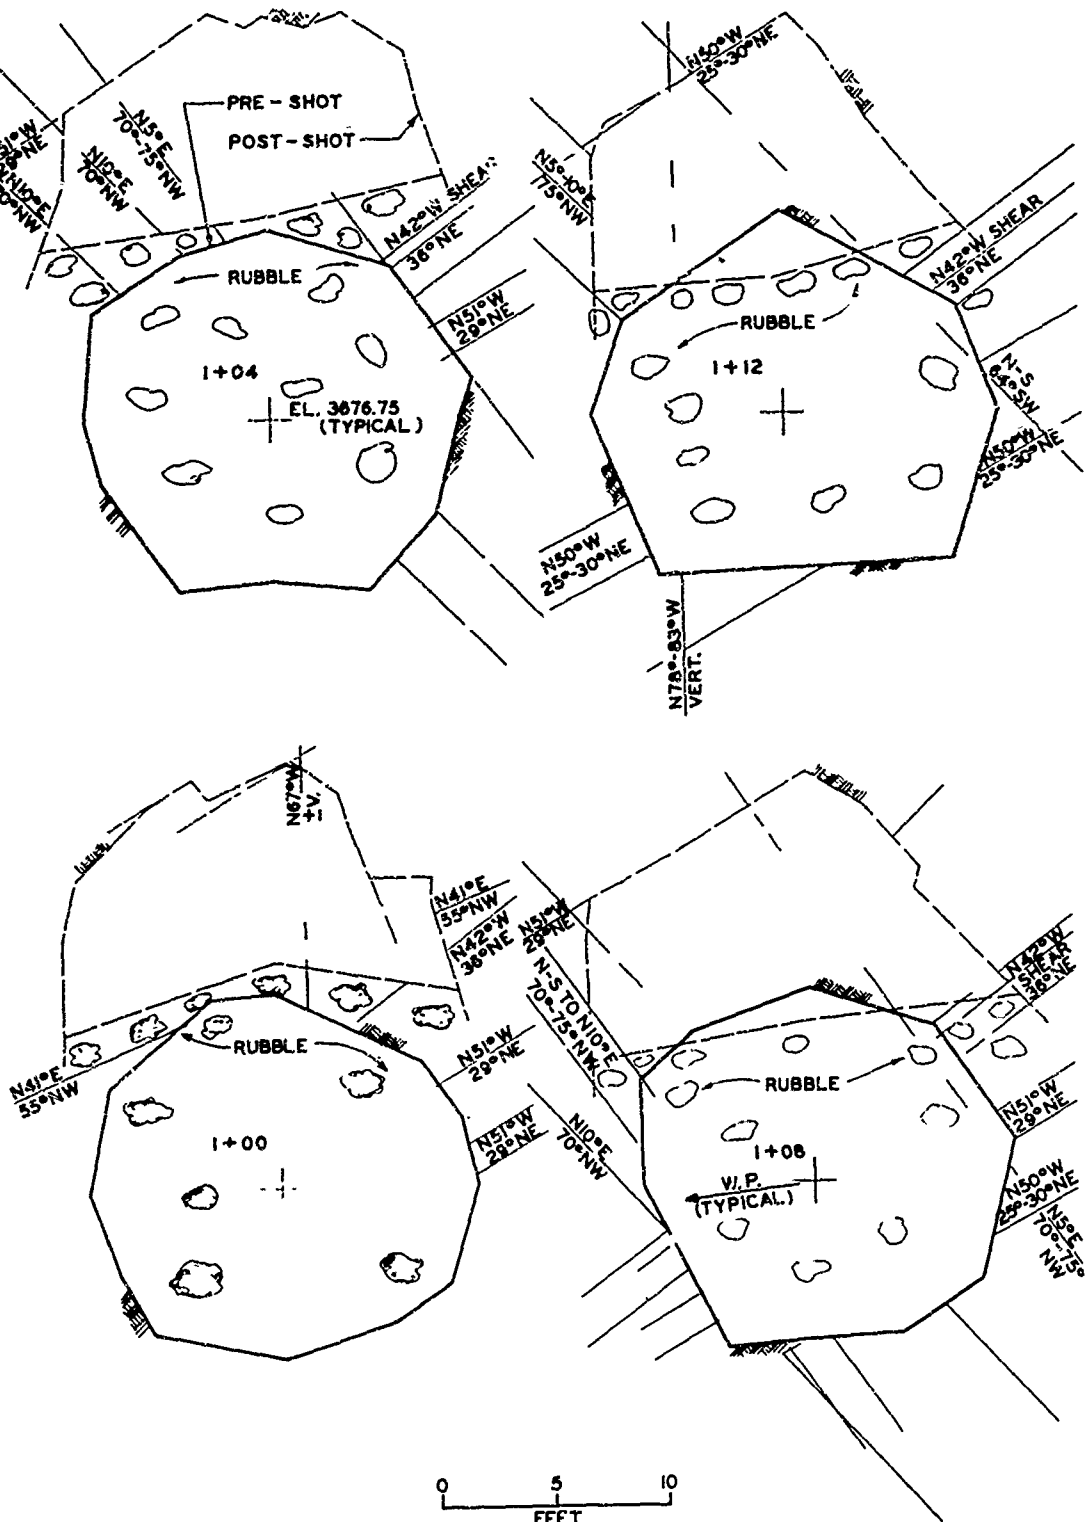 PRE-SHOT
POST-SHOT
N5°E
70°-75°NW
N10°E
70°NW
N42°W SHEAR
36°NE
RUBBLE
N51°W
29°NE
1+04
EL. 3676.75
(TYPICAL)
N50°W
25°-30°NE
N5°-10°E
75°NW
N42°W SHEAR
36°NE
RUBBLE
1+12
N-S
64°SW
N50°W
25°-30°NE
N50°W
25°-30°NE
N78°-83°W
VERT.
N67°W
N41°E
55°NW
N42°W
36°NE
RUBBLE
N41°E
55°NW
N51°W
29°NE
1+00
N51°W
29°NE
N51°W
29°NE
N-S TO N10°E
70°-75°NW
N42°W
SHEAR
36°NE
RUBBLE
N10°E
70°NW
1+08
N51°W
29°NE
W.P.
(TYPICAL)
N50°W
25°-30°NE
N5°E
70°-75°
NW
0 5 10
FEET